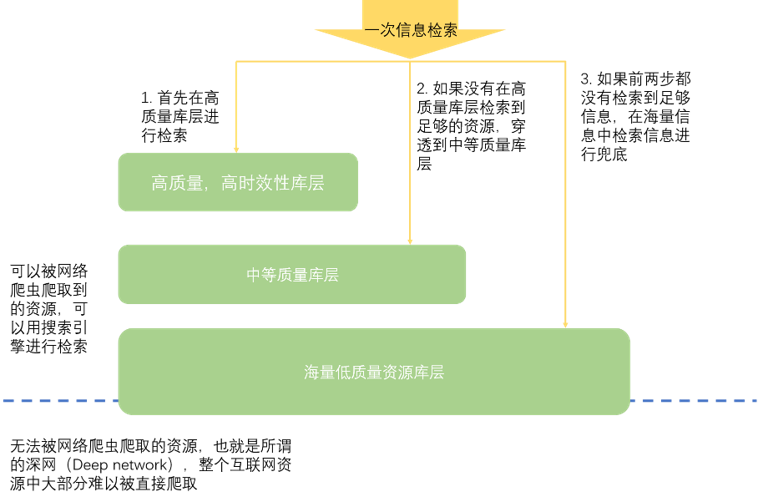 一次信息检索
1. 首先在高
质量库层进
行检索
2. 如果没有在高
质量库层检索到
足够的资源，穿
透到中等质量库
层
3. 如果前两步都
没有检索到足够
信息，在海量信
息中检索信息进
行兜底
高质量，高时效性库层
中等质量库层
可以被网络
爬虫爬取到
的资源，可
以用搜索引
擎进行检索
海量低质量资源库层
无法被网络爬虫爬取的资源，也就是所谓
的深网（Deep network），整个互联网资
源中大部分难以被直接爬取